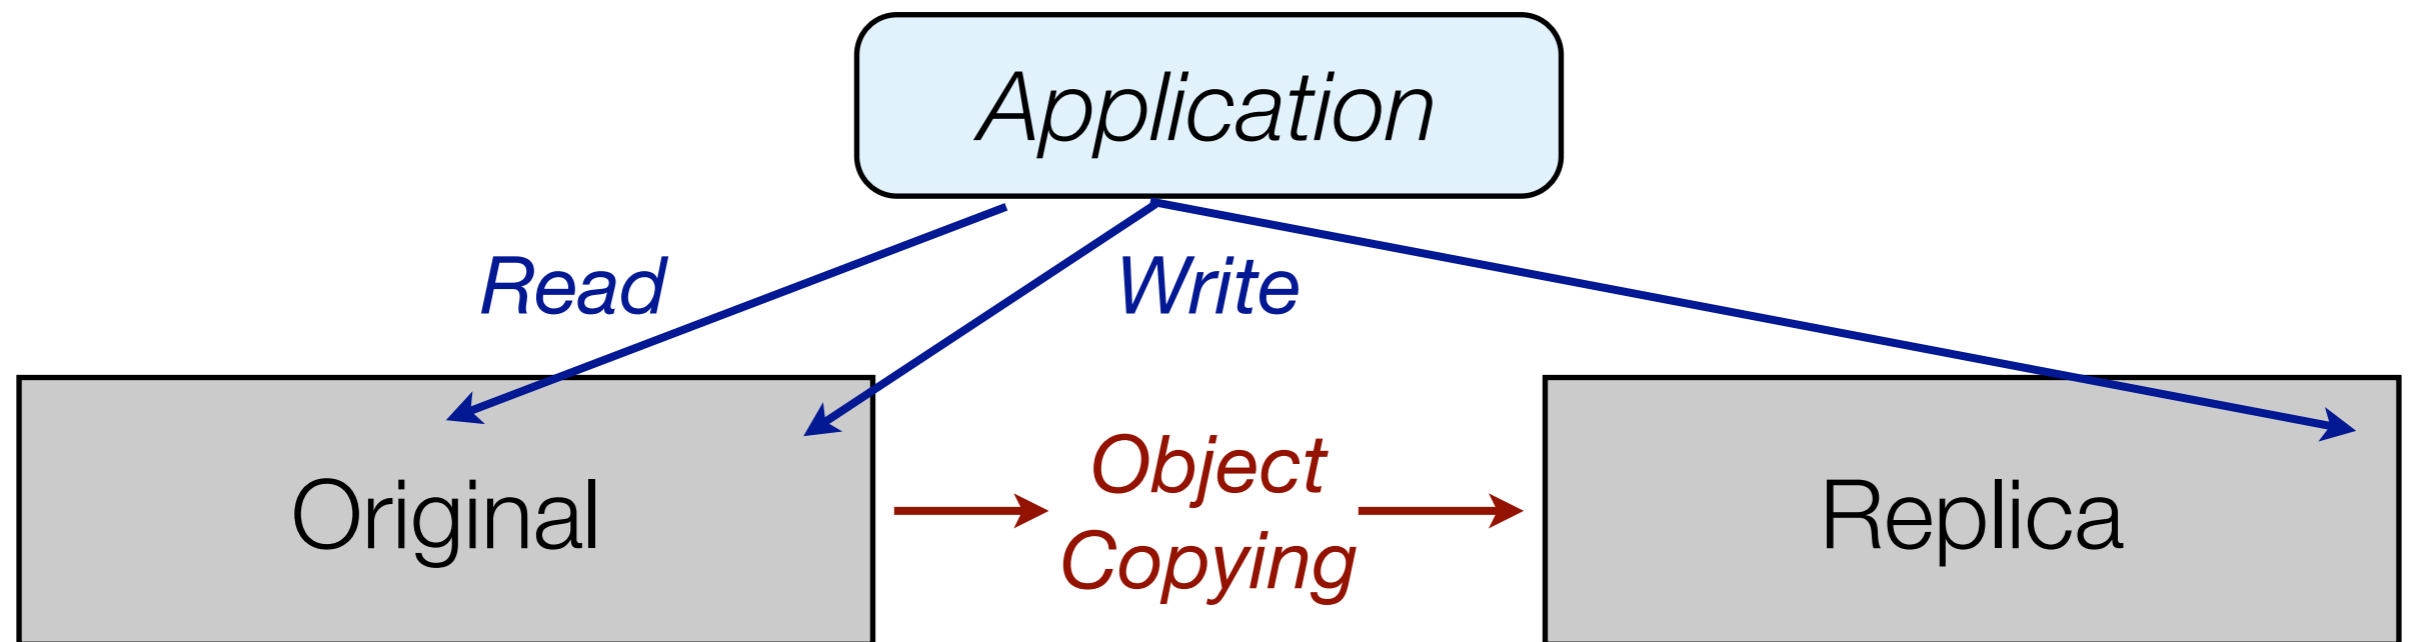 Application
Read
Write
Original
Object
Copying
Replica